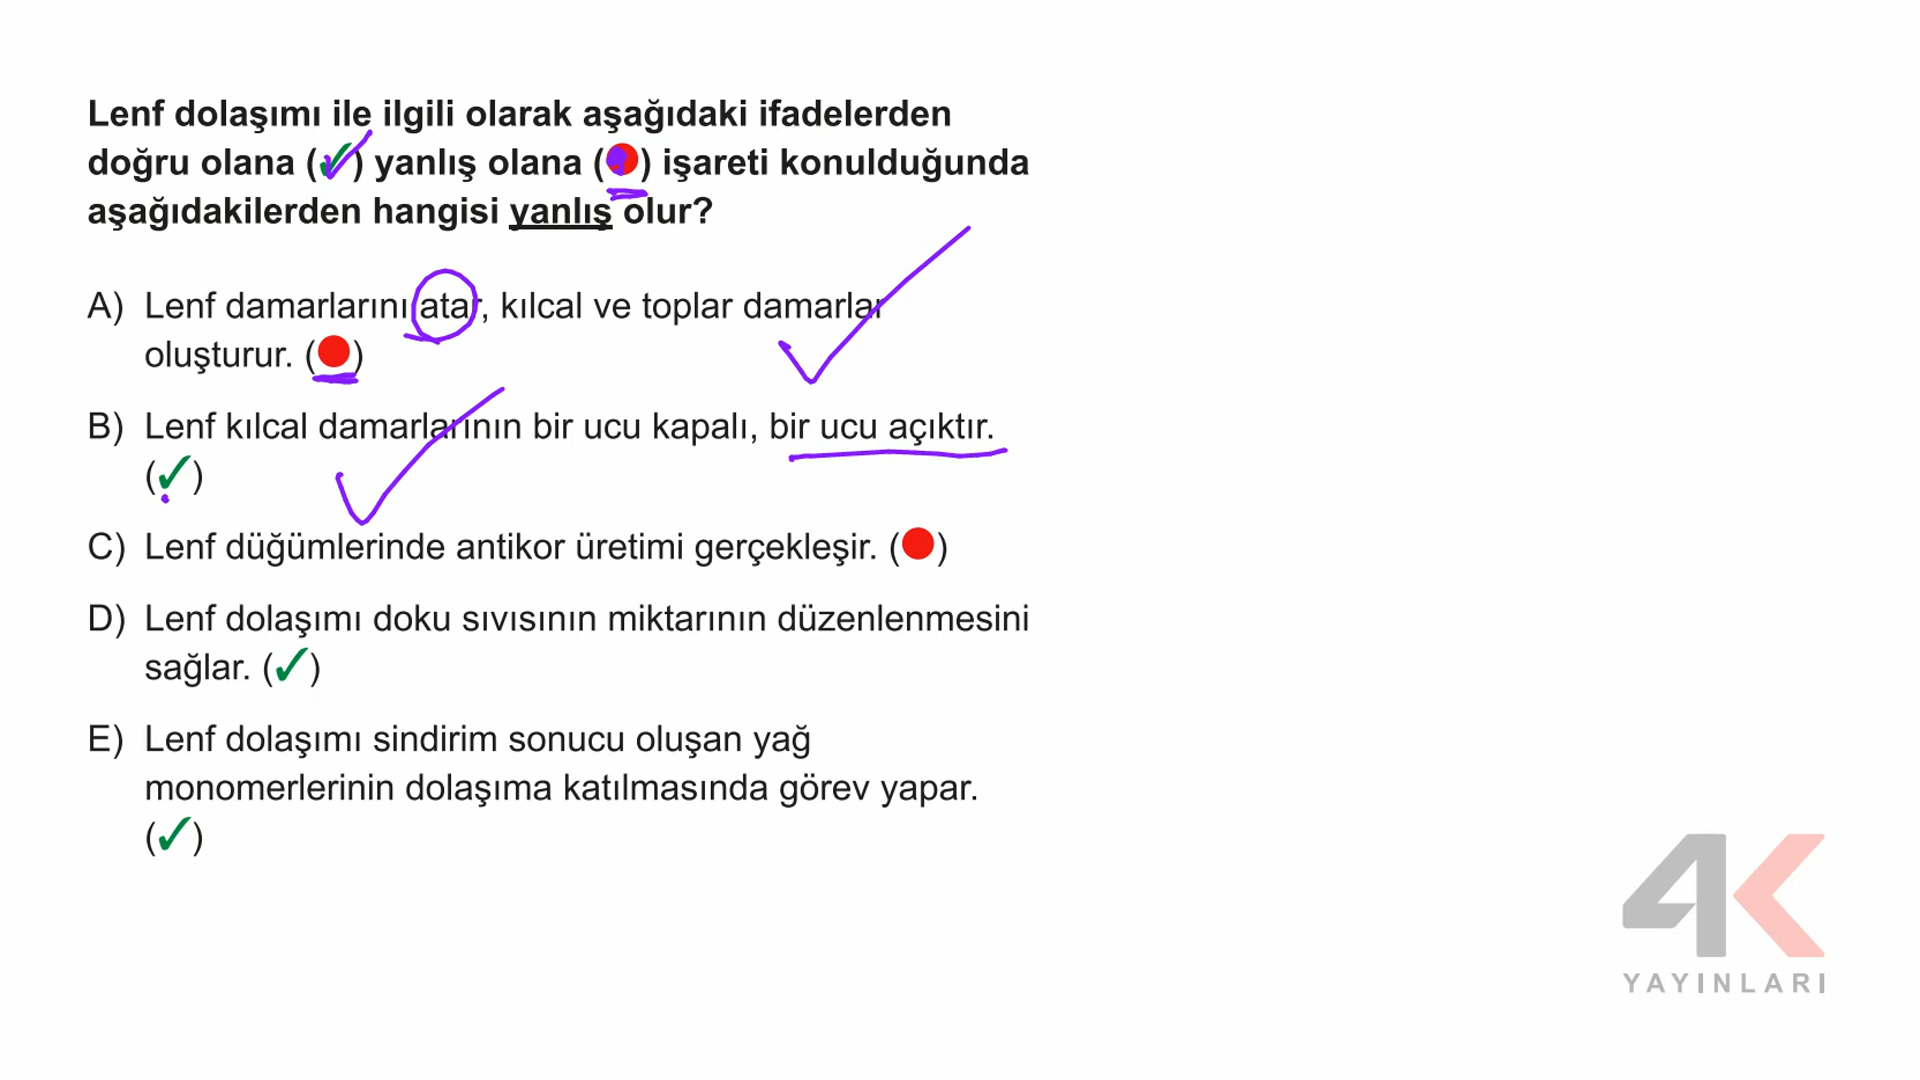 Lenf dolaşımı ile ilgili olarak aşağıdaki ifadelerden
doğru olana (✓) yanlış olana (●) işareti konulduğunda
aşağıdakilerden hangisi yanlış olur?
A) Lenf damarlarını atar, kılcal ve toplar damarlar
oluşturur. (●)
B) Lenf kılcal damarlarının bir ucu kapalı, bir ucu açıktır.
(✓)
C) Lenf düğümlerinde antikor üretimi gerçekleşir. (●)
D) Lenf dolaşımı doku sıvısının miktarının düzenlenmesini
sağlar. (✓)
E) Lenf dolaşımı sindirim sonucu oluşan yağ
monomerlerinin dolaşıma katılmasında görev yapar.
(✓)
4K
YAYINLARI